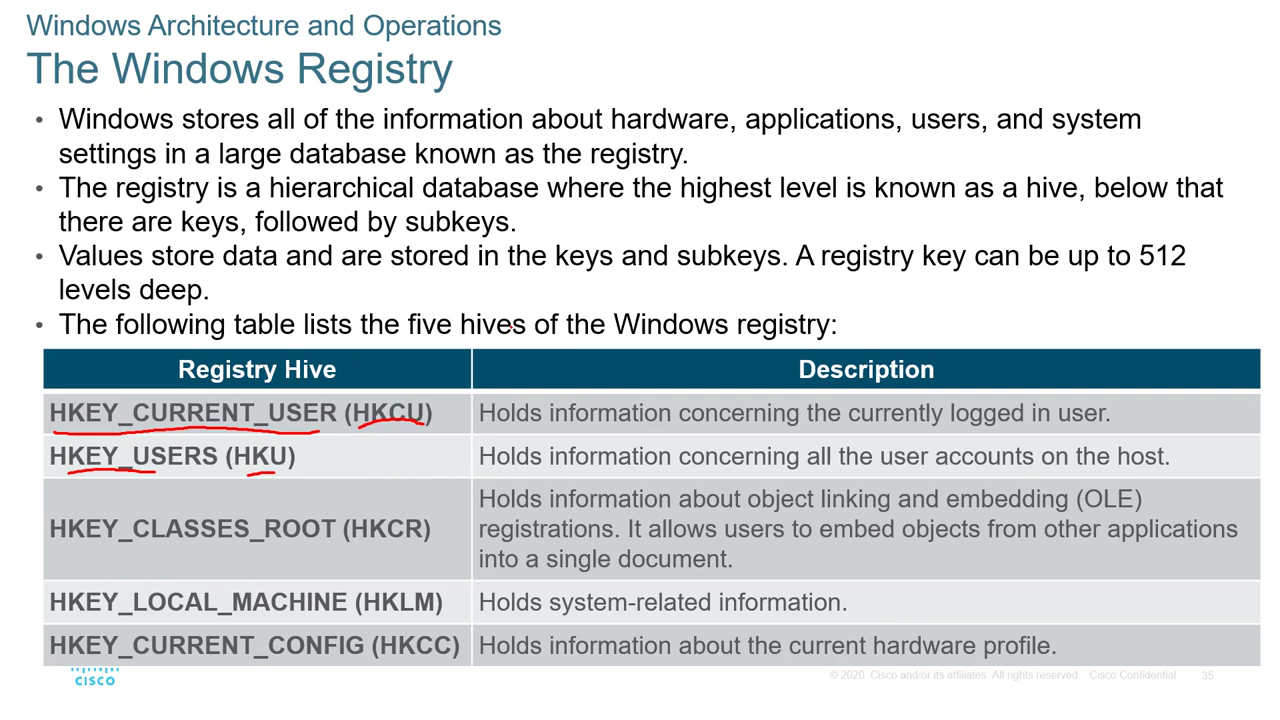 Windows Architecture and Operations
The Windows Registry
• Windows stores all of the information about hardware, applications, users, and system
settings in a large database known as the registry.
• The registry is a hierarchical database where the highest level is known as a hive, below that
there are keys, followed by subkeys.
• Values store data and are stored in the keys and subkeys. A registry key can be up to 512
levels deep.
• The following table lists the five hives of the Windows registry:
Registry Hive Description
HKEY_CURRENT_USER (HKCU) Holds information concerning the currently logged in user.
HKEY_USERS (HKU) Holds information concerning all the user accounts on the host.
HKEY_CLASSES_ROOT (HKCR) Holds information about object linking and embedding (OLE)
registrations. It allows users to embed objects from other applications
into a single document.
HKEY_LOCAL_MACHINE (HKLM) Holds system-related information.
HKEY_CURRENT_CONFIG (HKCC) Holds information about the current hardware profile.
CISCO
© 2020 Cisco and/or its affiliates. All rights reserved. Cisco Confidential 35